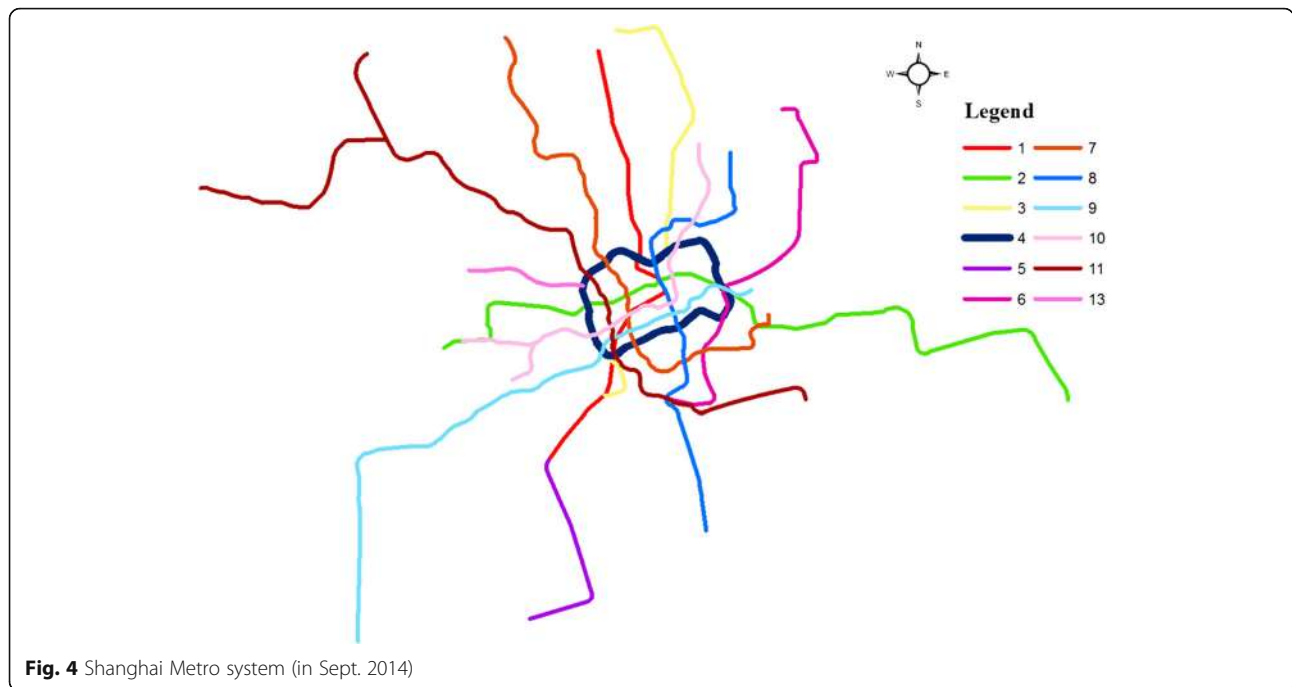 N
W E
S
Legend
1 7
2 8
3 9
4 10
5 11
6 13
Fig. 4 Shanghai Metro system (in Sept. 2014)